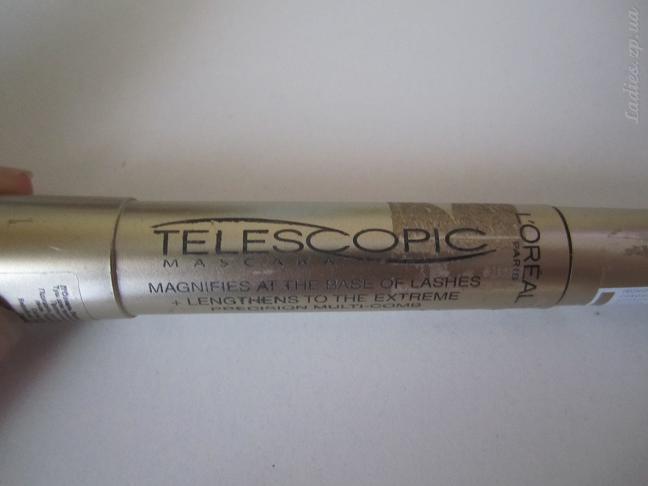 TELESCOPIC
MASCARA
MAGNIFIES AT THE BASE OF LASHES
+ LENGTHENS TO THE EXTREME
PRECISION MULTI-COMB
L'ORÉAL
PARIS
Ladies.zp.ua